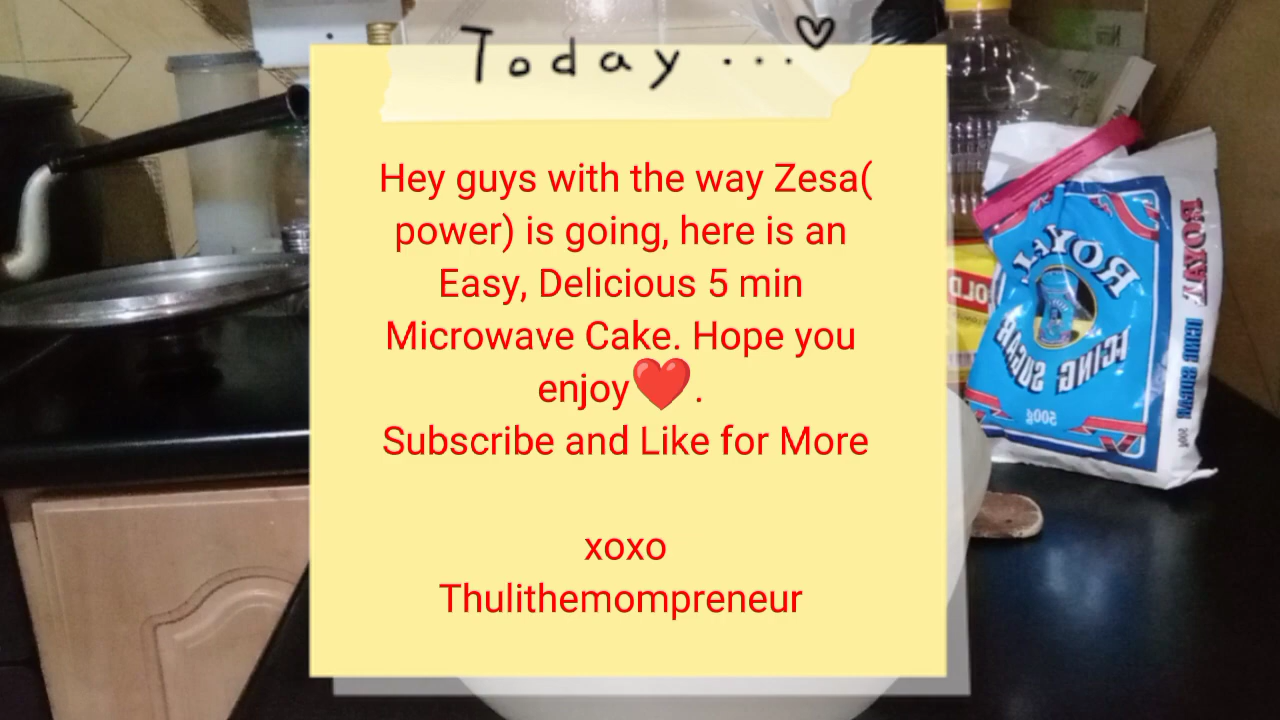 Today ...
Hey guys with the way Zesa(
power) is going, here is an
Easy, Delicious 5 min
Microwave Cake. Hope you
enjoy❤️.
Subscribe and Like for More
xoxo
Thulithemompreneur
ROYAL
ICING SUGAR
500g
ROYAL ICING SUGAR
OLD